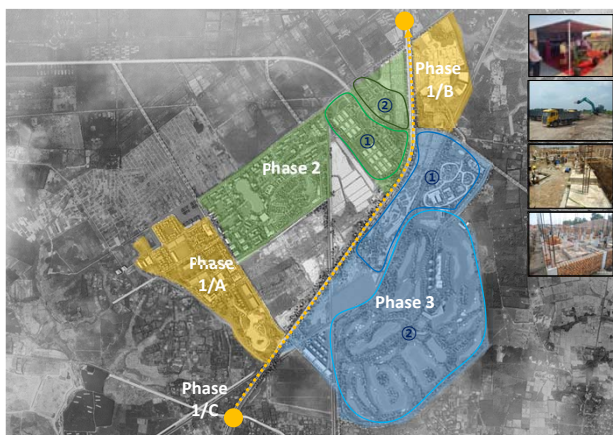 Phase
1/B
②
①
Phase 2
①
Phase
1/A
Phase 3
②
Phase
1/C